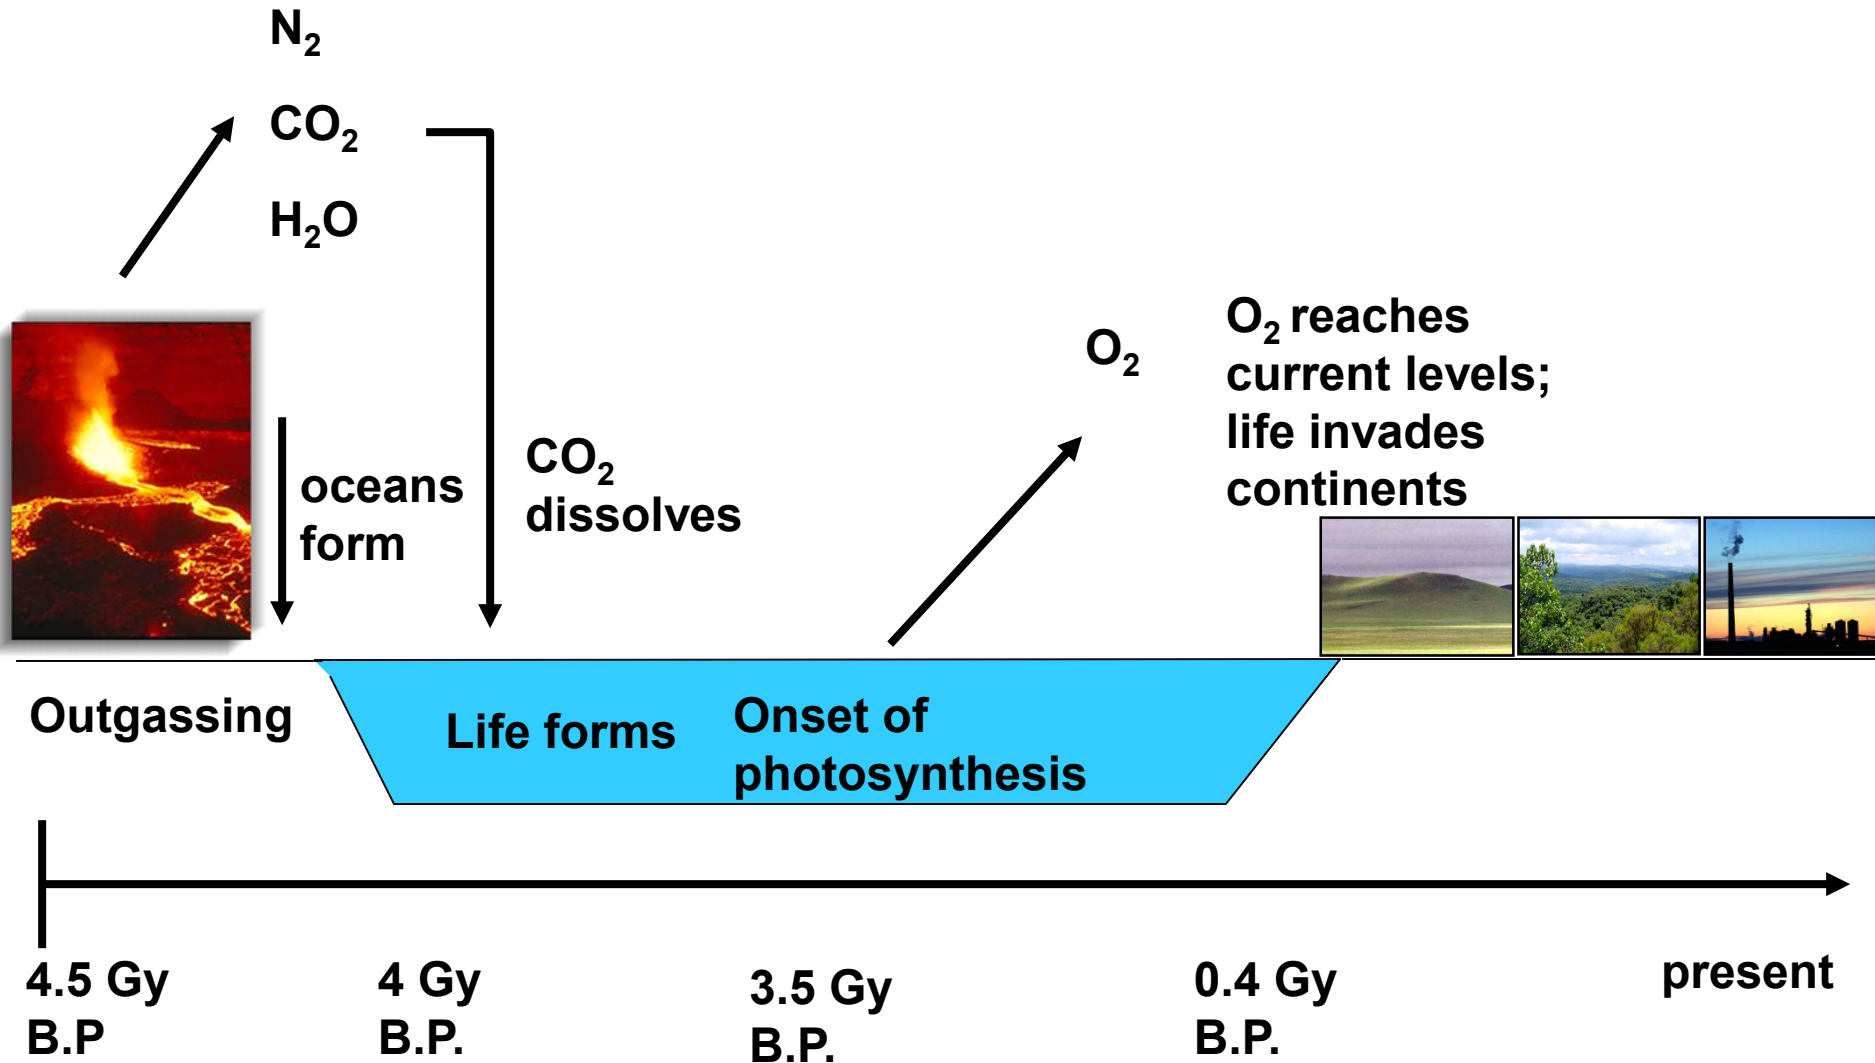 N₂
CO₂
H₂O
oceans
form
CO₂
dissolves
O₂
O₂ reaches
current levels;
life invades
continents
Outgassing
Life forms
Onset of
photosynthesis
4.5 Gy
B.P
4 Gy
B.P.
3.5 Gy
B.P.
0.4 Gy
B.P.
present